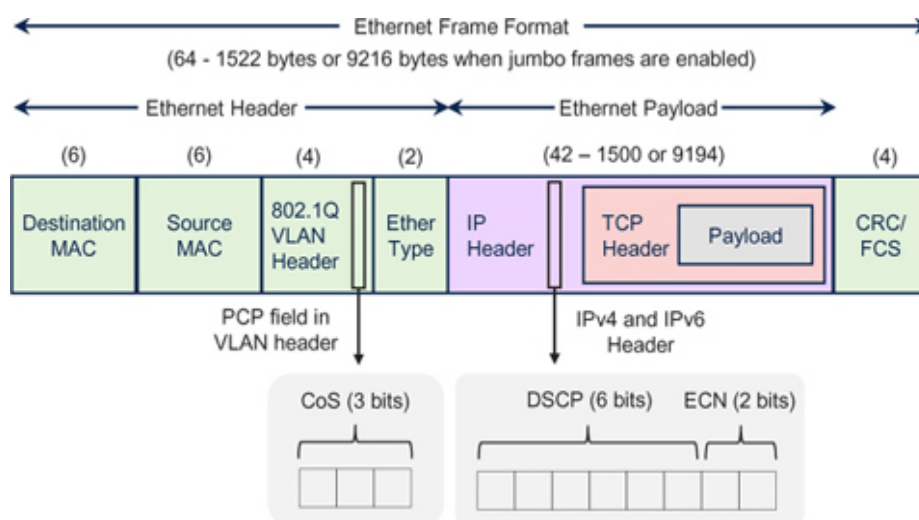 Ethernet Frame Format
(64 - 1522 bytes or 9216 bytes when jumbo frames are enabled)
Ethernet Header
Ethernet Payload
(6)
(6)
(4)
(2)
(42 – 1500 or 9194)
(4)
Destination
MAC
Source
MAC
802.1Q
VLAN
Header
Ether
Type
IP
Header
TCP
Header
Payload
CRC/
FCS
PCP field in
VLAN header
IPv4 and IPv6
Header
CoS (3 bits)
DSCP (6 bits)
ECN (2 bits)